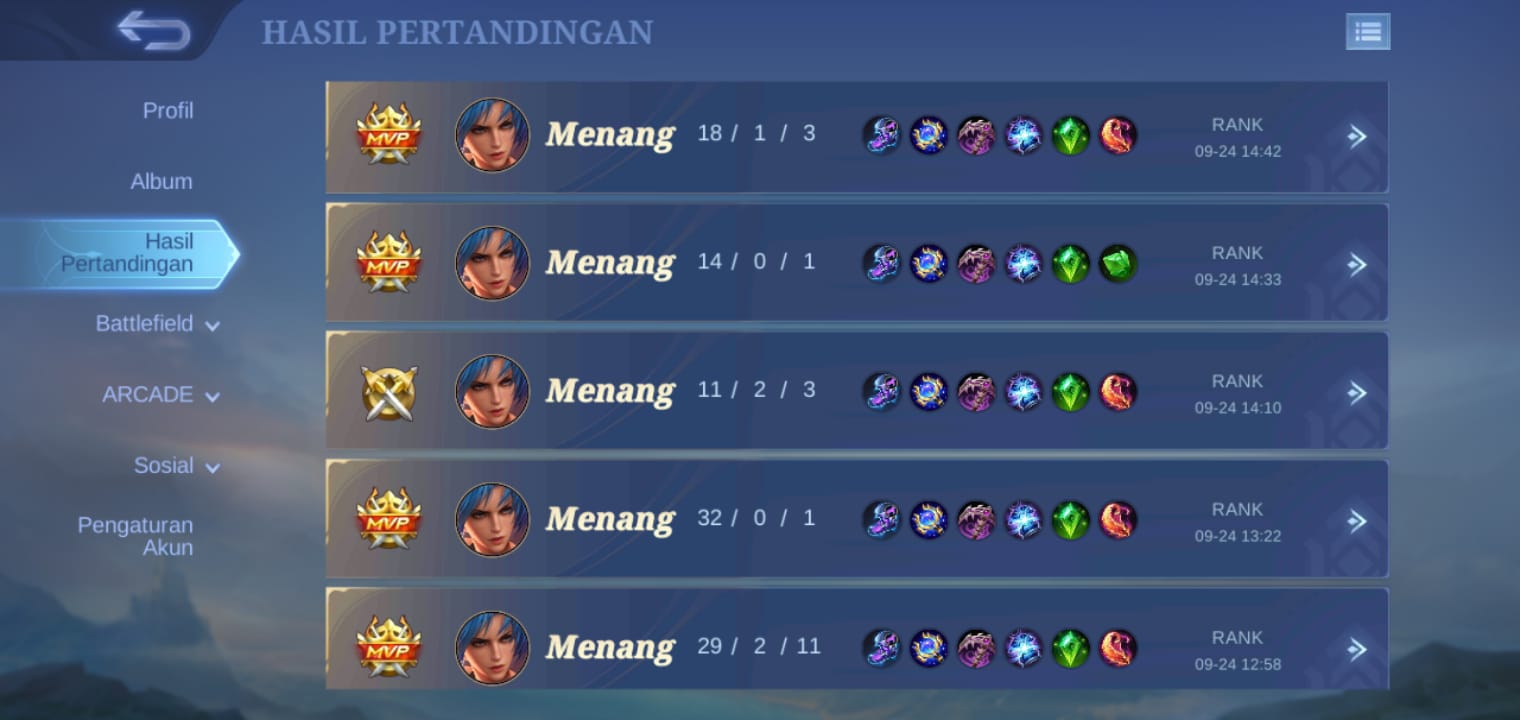 HASIL PERTANDINGAN
Profil
Album
Hasil
Pertandingan
Battlefield
ARCADE
Sosial
Pengaturan
Akun
MVP Menang 18 / 1 / 3 RANK
09-24 14:42
MVP Menang 14 / 0 / 1 RANK
09-24 14:33
Menang 11 / 2 / 3 RANK
09-24 14:10
MVP Menang 32 / 0 / 1 RANK
09-24 13:22
MVP Menang 29 / 2 / 11 RANK
09-24 12:58